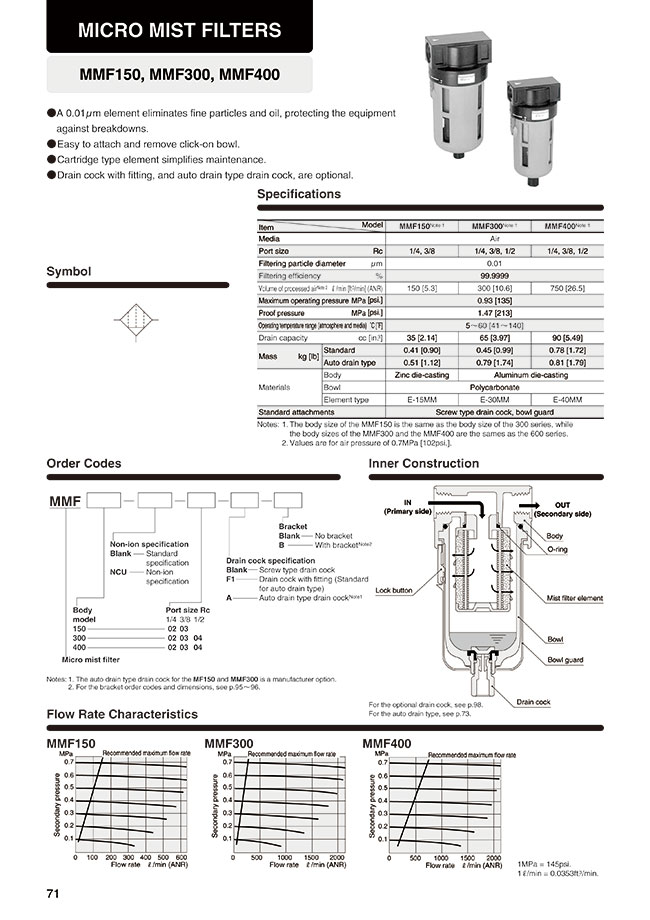 MICRO MIST FILTERS
MMF150, MMF300, MMF400
●A 0.01μm element eliminates fine particles and oil, protecting the equipment
against breakdowns.
●Easy to attach and remove click-on bowl.
●Cartridge type element simplifies maintenance.
●Drain cock with fitting, and auto drain type drain cock, are optional.
Symbol
Specifications
Item Model MMF150Note 1 MMF300Note 1 MMF400Note 1
Media Air
Port size Rc 1/4, 3/8 1/4, 3/8, 1/2 1/4, 3/8, 1/2
Filtering particle diameter μm 0.01
Filtering efficiency % 99.9999
Volume of processed airNote 2 ℓ/min [ft³/min] (ANR) 150 [5.3] 300 [10.6] 750 [26.5]
Maximum operating pressure MPa [psi.] 0.93 [135]
Proof pressure MPa [psi.] 1.47 [213]
Operating temperature range (atmosphere and media) °C [°F] 5～60 [41～140]
Drain capacity cc [in³] 35 [2.14] 65 [3.97] 90 [5.49]
Mass kg [lb] Standard 0.41 [0.90] 0.45 [0.99] 0.78 [1.72]
Auto drain type 0.51 [1.12] 0.79 [1.74] 0.81 [1.79]
Materials Body Zinc die-casting Aluminum die-casting
Bowl Polycarbonate
Element type E-15MM E-30MM E-40MM
Standard attachments Screw type drain cock, bowl guard
Notes: 1. The body size of the MMF150 is the same as the body size of the 300 series, while
the body sizes of the MMF300 and the MMF400 are the sames as the 600 series.
2. Values are for air pressure of 0.7MPa [102psi.].
Order Codes
MMF
Bracket
Blank — No bracket
B — With bracketNote2
Non-ion specification
Blank — Standard
specification
NCU — Non-ion
specification
Drain cock specification
Blank — Screw type drain cock
F1 — Drain cock with fitting (Standard
for auto drain type)
A — Auto drain type drain cockNote1
Body
model
Port size Rc
1/4 3/8 1/2
150 02 03
300 02 03 04
400 02 03 04
Micro mist filter
Notes: 1. The auto drain type drain cock for the MF150 and MMF300 is a manufacturer option.
2. For the bracket order codes and dimensions, see p.95～96.
Inner Construction
IN
(Primary side)
OUT
(Secondary side)
Body
O-ring
Lock button
Mist filter element
Bowl
Bowl guard
Drain cock
For the optional drain cock, see p.98.
For the auto drain type, see p.73.
Flow Rate Characteristics
MMF150
MPa Recommended maximum flow rate
Secondary pressure
0.7
0.6
0.5
0.4
0.3
0.2
0.1
0 100 200 300 400 500 600
Flow rate ℓ/min (ANR)
MMF300
MPa Recommended maximum flow rate
Secondary pressure
0.7
0.6
0.5
0.4
0.3
0.2
0.1
0 500 1000 1500 2000
Flow rate ℓ/min (ANR)
MMF400
MPa Recommended maximum flow rate
Secondary pressure
0.7
0.6
0.5
0.4
0.3
0.2
0.1
0 500 1000 1500 2000
Flow rate ℓ/min (ANR)
1MPa = 145psi.
1ℓ/min = 0.0353ft³/min.
71